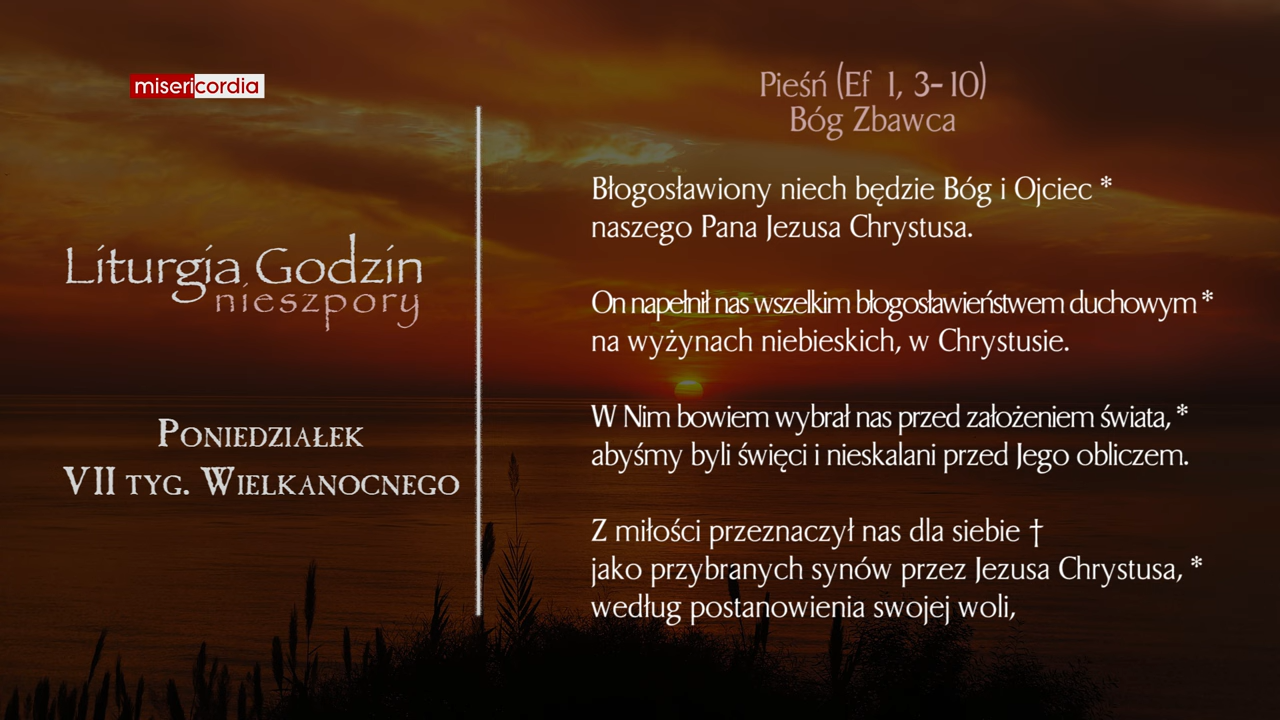 misericordia
Liturgia Godzin
nieszpory
Poniedziałek
VII tyg. Wielkanocnego
Pieśń (Ef 1, 3-10)
Bóg Zbawca
Błogosławiony niech będzie Bóg i Ojciec *
naszego Pana Jezusa Chrystusa.
On napełnił nas wszelkim błogosławieństwem duchowym *
na wyżynach niebieskich, w Chrystusie.
W Nim bowiem wybrał nas przed założeniem świata, *
abyśmy byli święci i nieskalani przed Jego obliczem.
Z miłości przeznaczył nas dla siebie †
jako przybranych synów przez Jezusa Chrystusa, *
według postanowienia swojej woli,